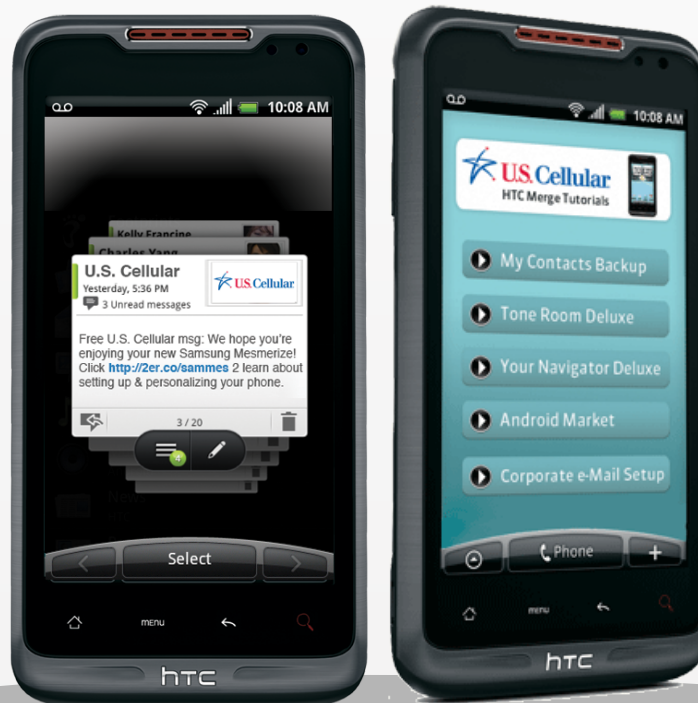 10:08 AM
Kelly Francine
Charles Yang
U.S. Cellular
Yesterday, 5:36 PM
3 Unread messages
U.S. Cellular
Free U.S. Cellular msg: We hope you're
enjoying your new Samsung Mesmerize!
Click http://2er.co/sammes 2 learn about
setting up & personalizing your phone.
3 / 20
4
News
Select
MENU
hTC
10:08 AM
U.S. Cellular
HTC Merge Tutorials
My Contacts Backup
Tone Room Deluxe
Your Navigator Deluxe
Android Market
Corporate e-Mail Setup
Phone
MENU
hTC